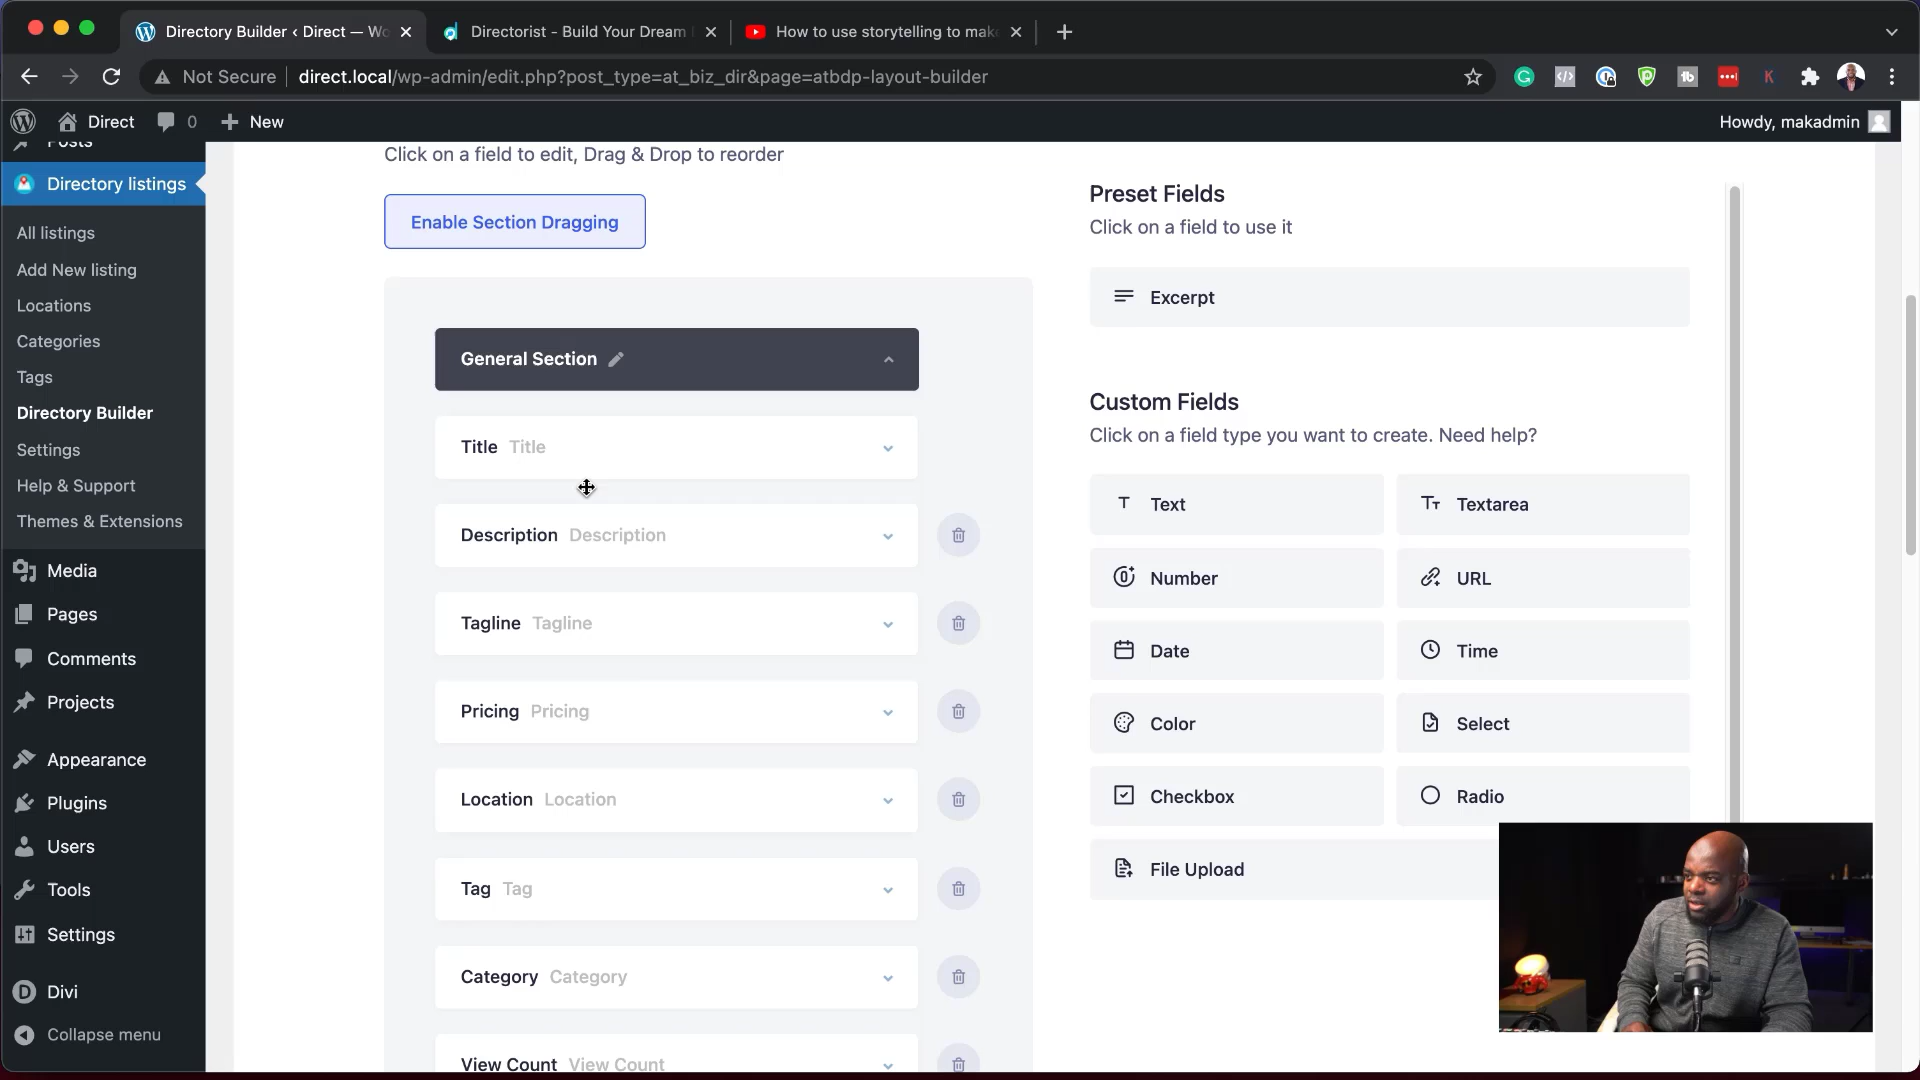 Directory Builder ‹ Direct — Wo
Directorist - Build Your Dream
How to use storytelling to mak
Not Secure
direct.local/wp-admin/edit.php?post_type=at_biz_dir&page=atbdp-layout-builder
Direct
0
New
Howdy, makadmin
Posts
Directory listings
All listings
Add New listing
Locations
Categories
Tags
Directory Builder
Settings
Help & Support
Themes & Extensions
Media
Pages
Comments
Projects
Appearance
Plugins
Users
Tools
Settings
Divi
Collapse menu
Click on a field to edit, Drag & Drop to reorder
Enable Section Dragging
General Section
Title Title
Description Description
Tagline Tagline
Pricing Pricing
Location Location
Tag Tag
Category Category
View Count View Count
Preset Fields
Click on a field to use it
Excerpt
Custom Fields
Click on a field type you want to create. Need help?
Text
Textarea
Number
URL
Date
Time
Color
Select
Checkbox
Radio
File Upload